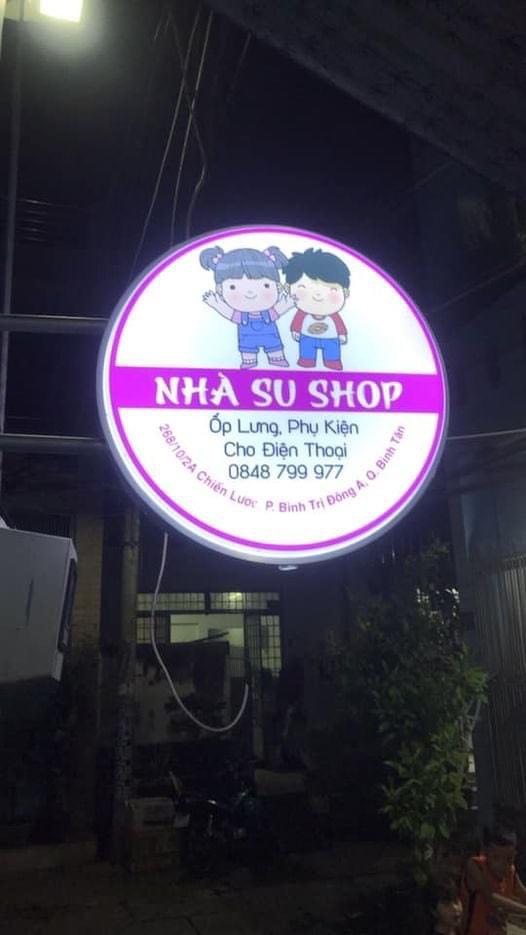 NHÀ SU SHOP
Ốp Lưng, Phụ Kiện
Cho Điện Thoại
0848 799 977
268/10/2A Chiến Lược P. Bình Trị Đông A, Q. Bình Tân